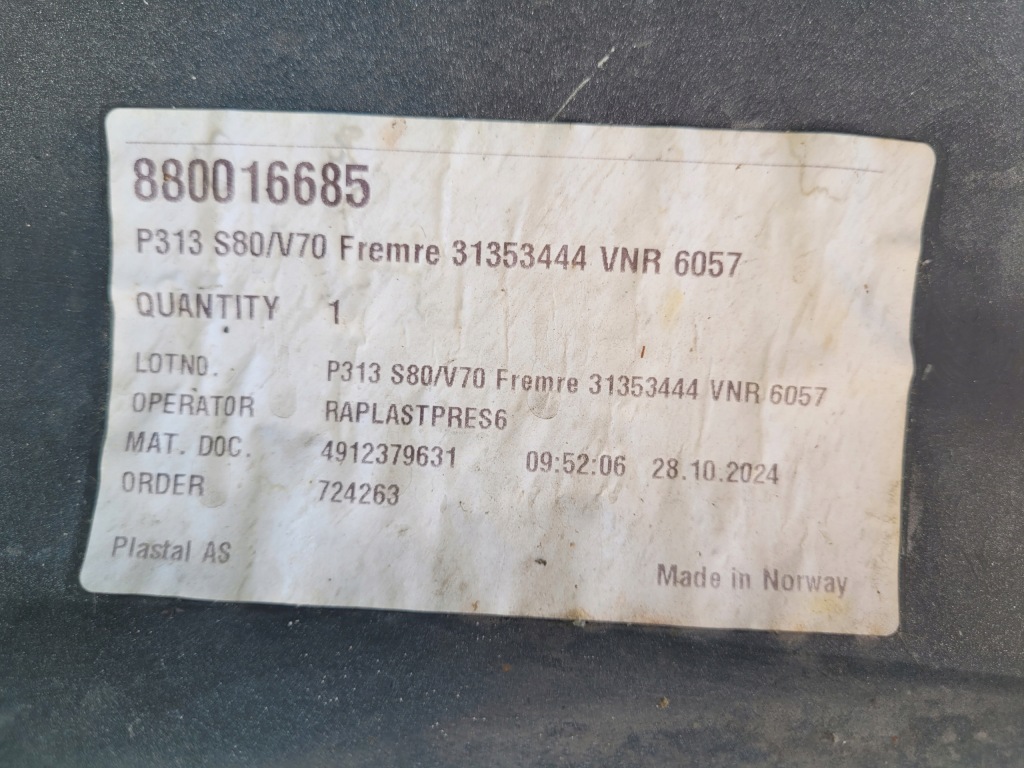 880016685
P313 S80/V70 Fremre 31353444 VNR 6057
QUANTITY 1
LOTNO. P313 S80/V70 Fremre 31353444 VNR 6057
OPERATOR RAPLASTPRES6
MAT. DOC. 4912379631 09:52:06 28.10.2024
ORDER 724263
Plastal AS
Made in Norway